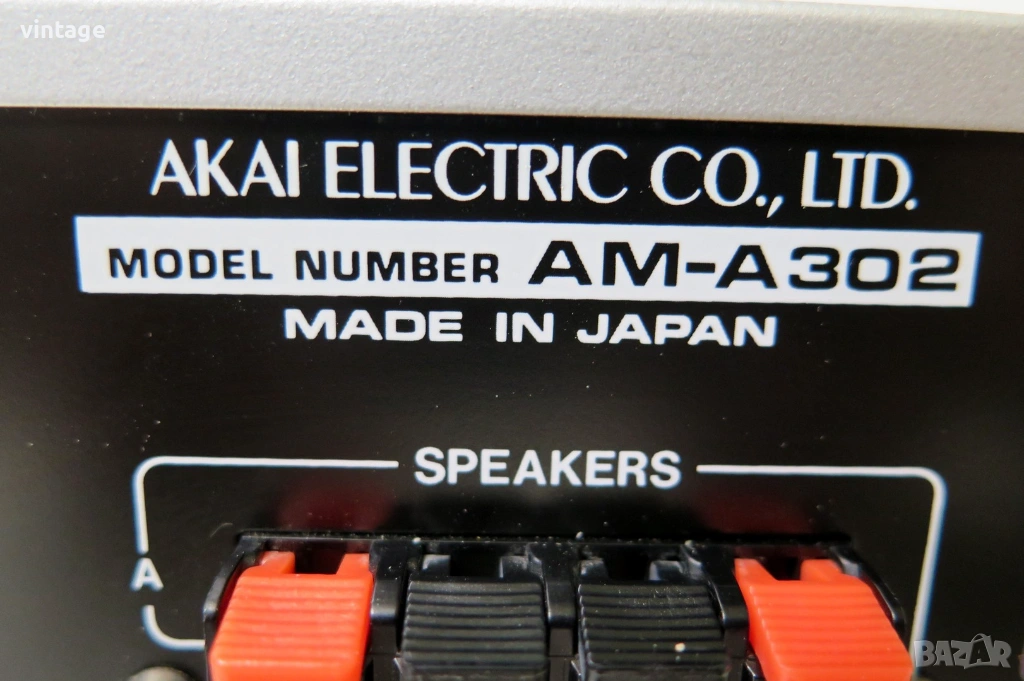 vintage
AKAI ELECTRIC CO., LTD.
MODEL NUMBER AM-A302
MADE IN JAPAN
SPEAKERS
A
BAZAR